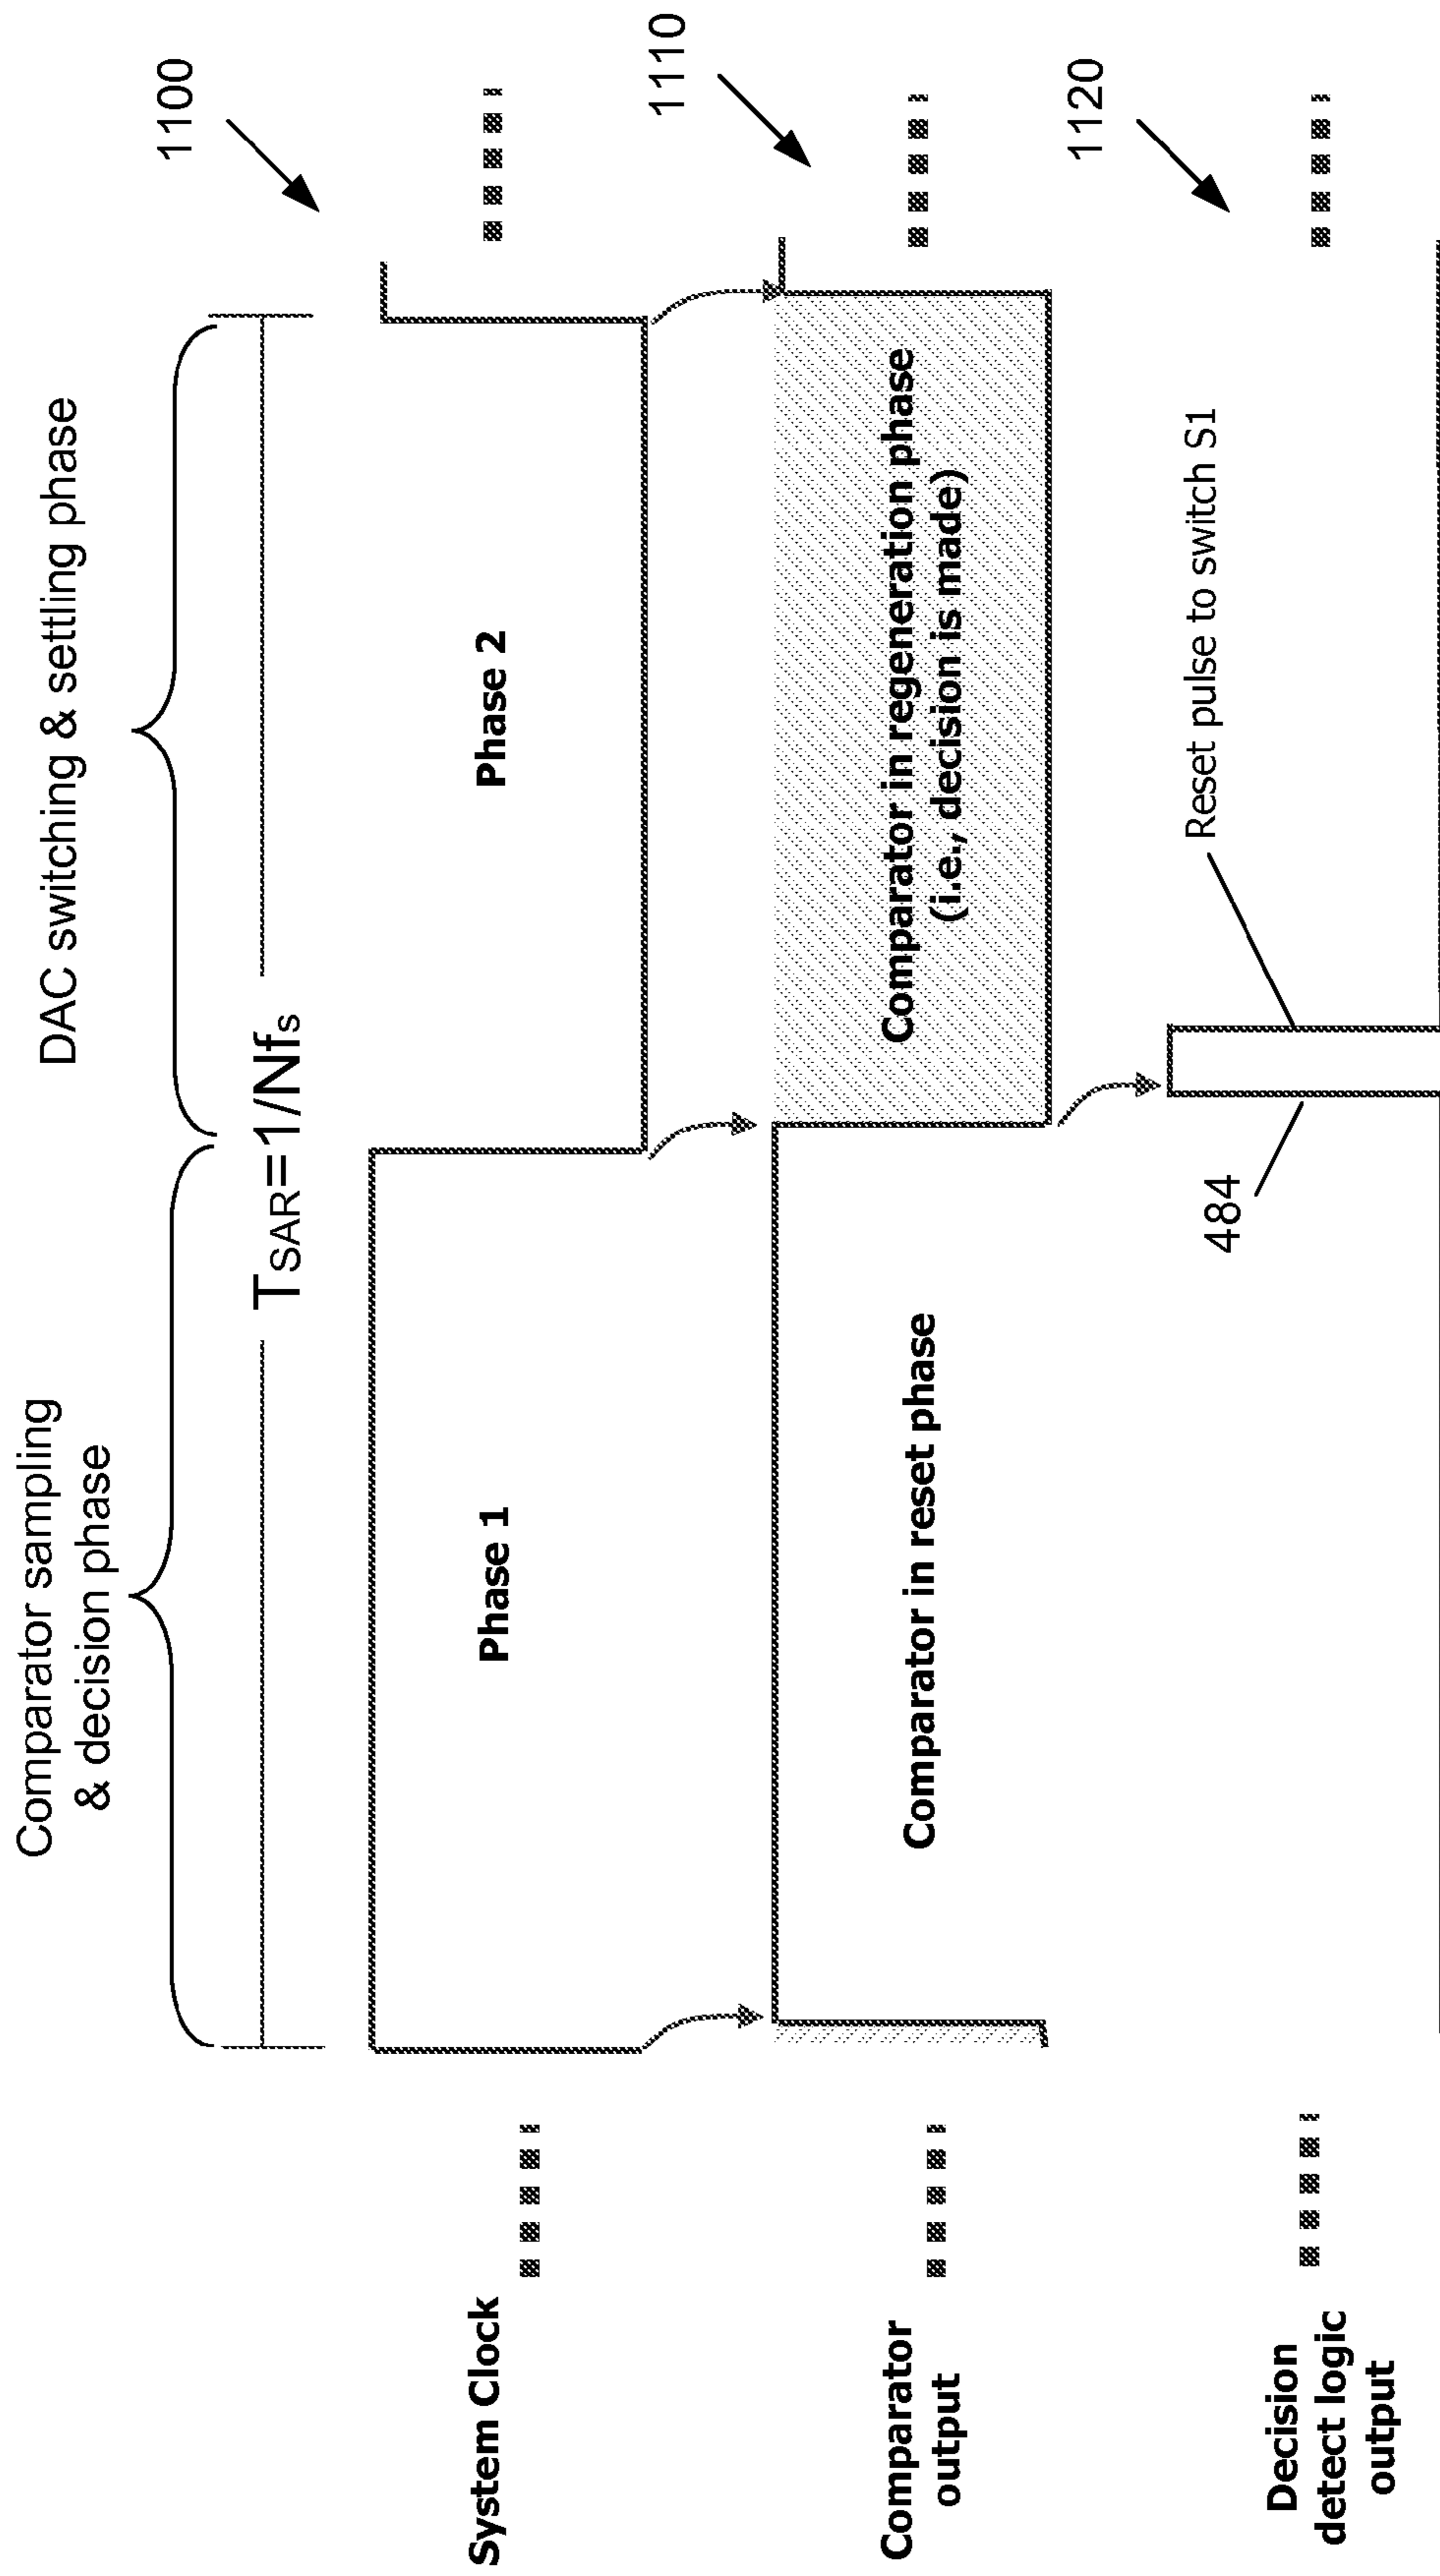 Comparator sampling
& decision phase
DAC switching & settling phase
TSAR=1/Nfs
1100
System Clock
Phase 1
Phase 2
1110
Comparator
output
Comparator in reset phase
Comparator in regeneration phase
(i.e., decision is made)
1120
Decision
detect logic
output
484
Reset pulse to switch S1